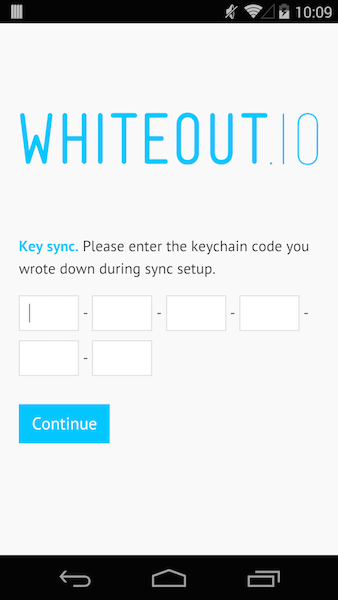 10:09
WHITEOUT.IO
Key sync. Please enter the keychain code you
wrote down during sync setup.
- - - -
-
Continue